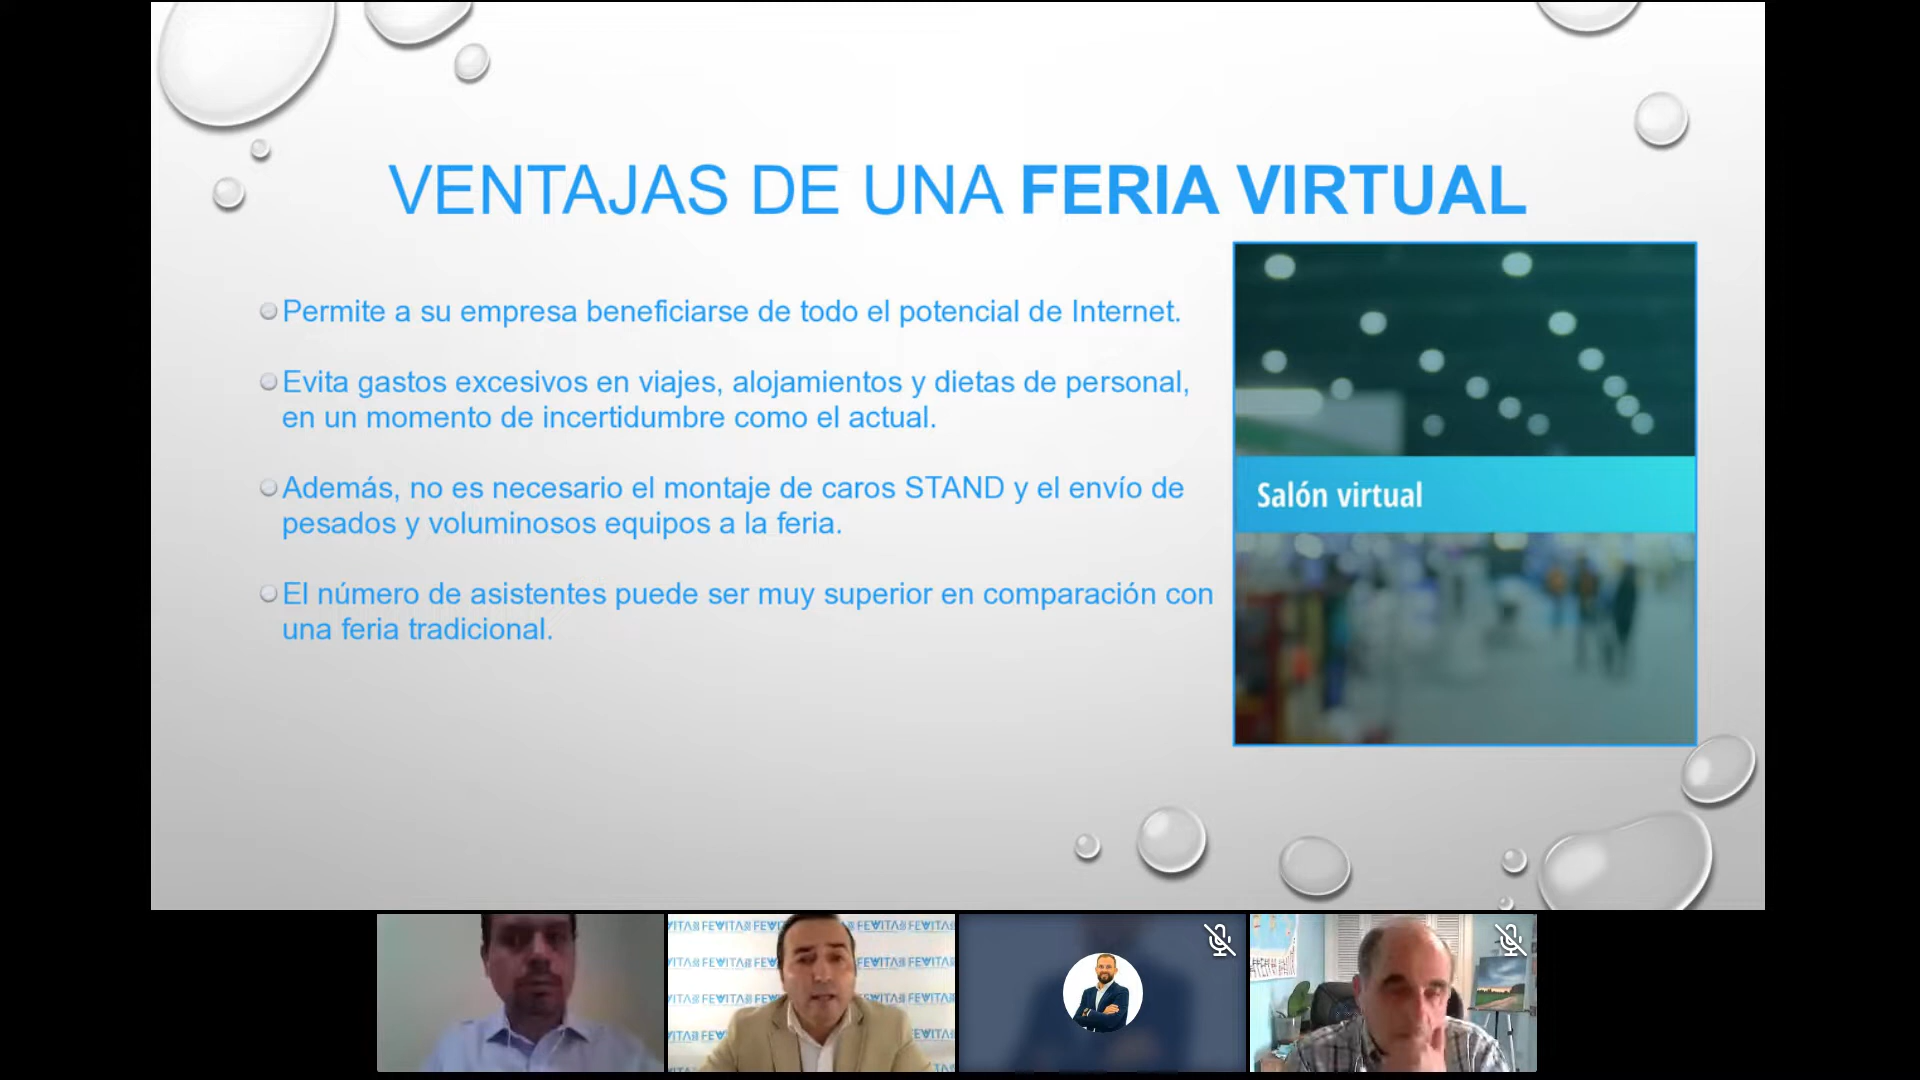 VENTAJAS DE UNA FERIA VIRTUAL
Permite a su empresa beneficiarse de todo el potencial de Internet.
Evita gastos excesivos en viajes, alojamientos y dietas de personal,
en un momento de incertidumbre como el actual.
Además, no es necesario el montaje de caros STAND y el envío de
pesados y voluminosos equipos a la feria.
El número de asistentes puede ser muy superior en comparación con
una feria tradicional.
Salón virtual